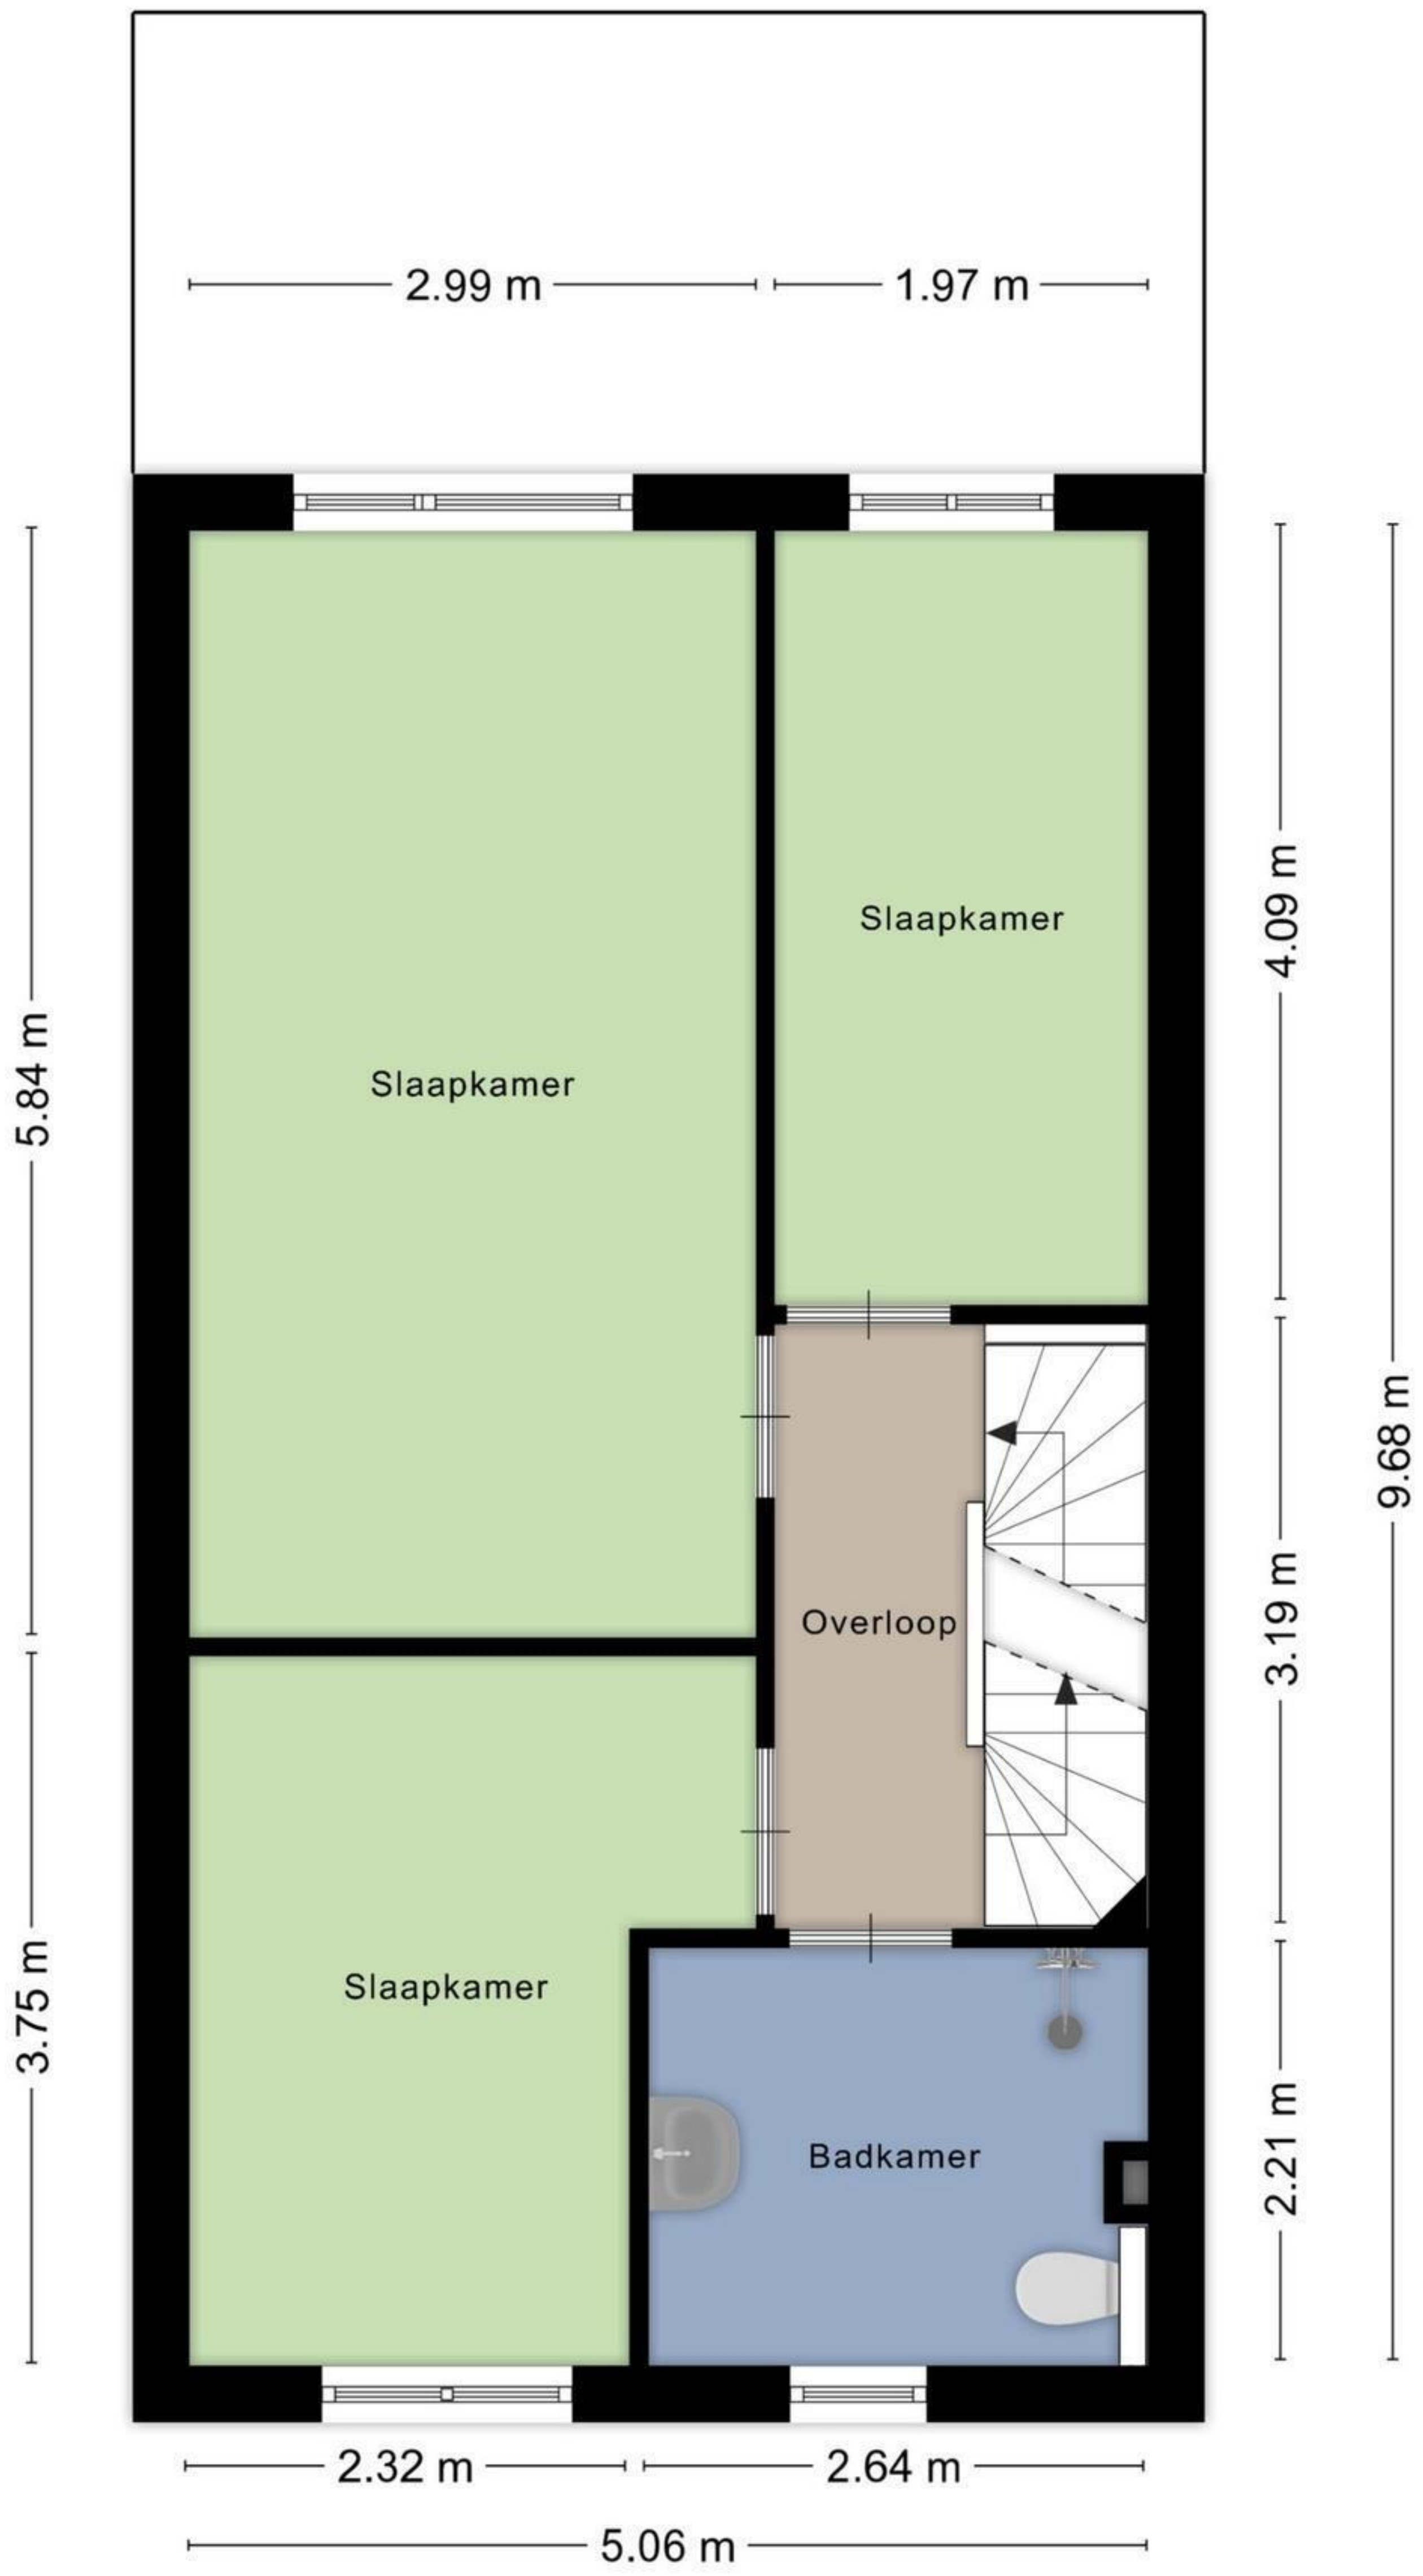 2.99 m
1.97 m
Slaapkamer
4.09 m
5.84 m
Slaapkamer
9.68 m
Overloop
3.19 m
Slaapkamer
3.75 m
Badkamer
2.21 m
2.32 m
2.64 m
5.06 m